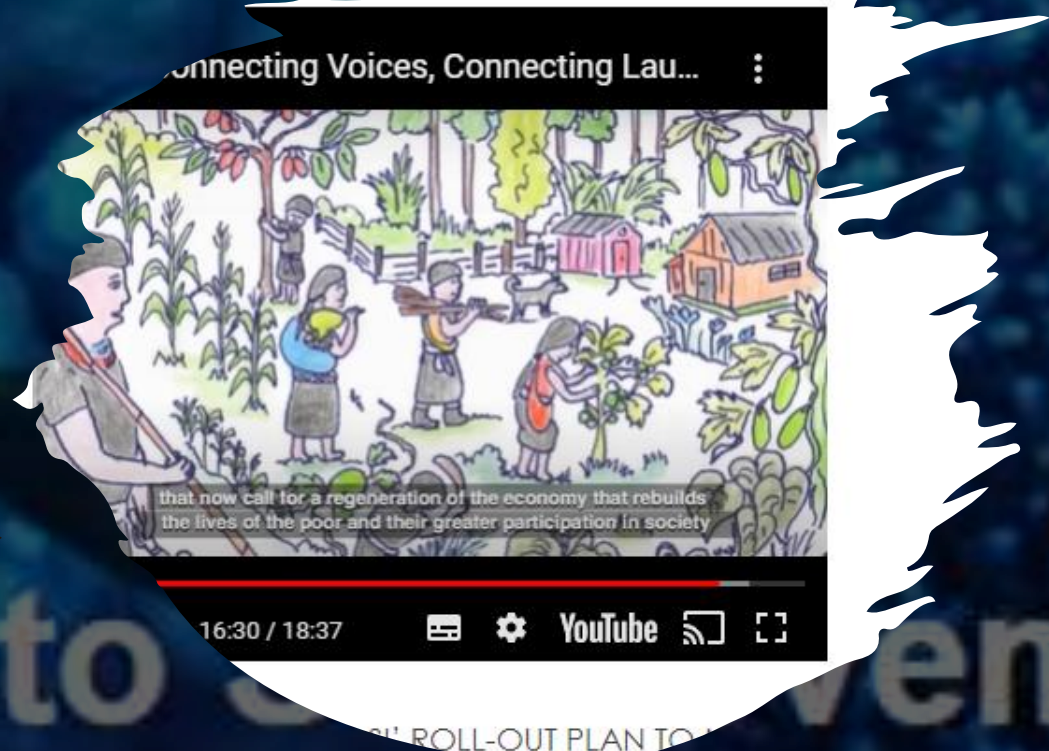 onnecting Voices, Connecting Lau...
that now call for a regeneration of the economy that rebuilds
the lives of the poor and their greater participation in society
16:30 / 18:37
YouTube
to S ven
ROLL-OUT PLAN TO